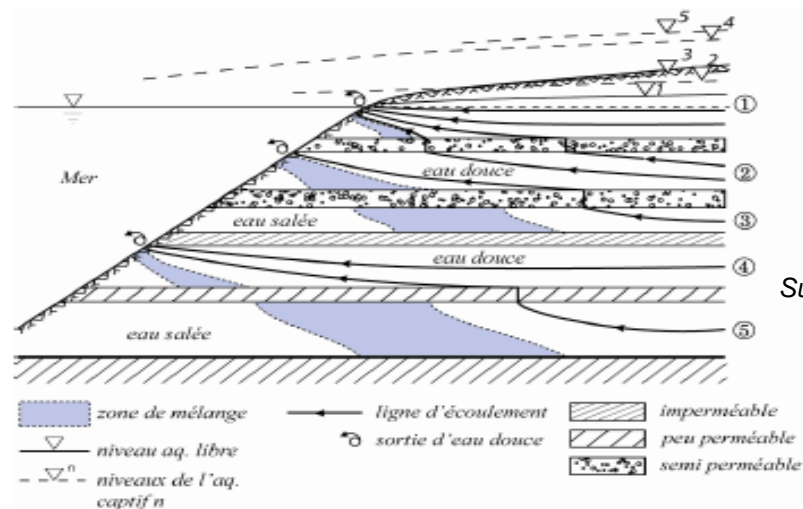 5
4
3
2
1
①
Mer
eau douce
②
eau salée
③
eau douce
④
Su
eau salée
⑤
zone de mélange
ligne d'écoulement
imperméable
niveau aq. libre
sortie d'eau douce
peu perméable
n
niveaux de l'aq.
captif n
semi perméable